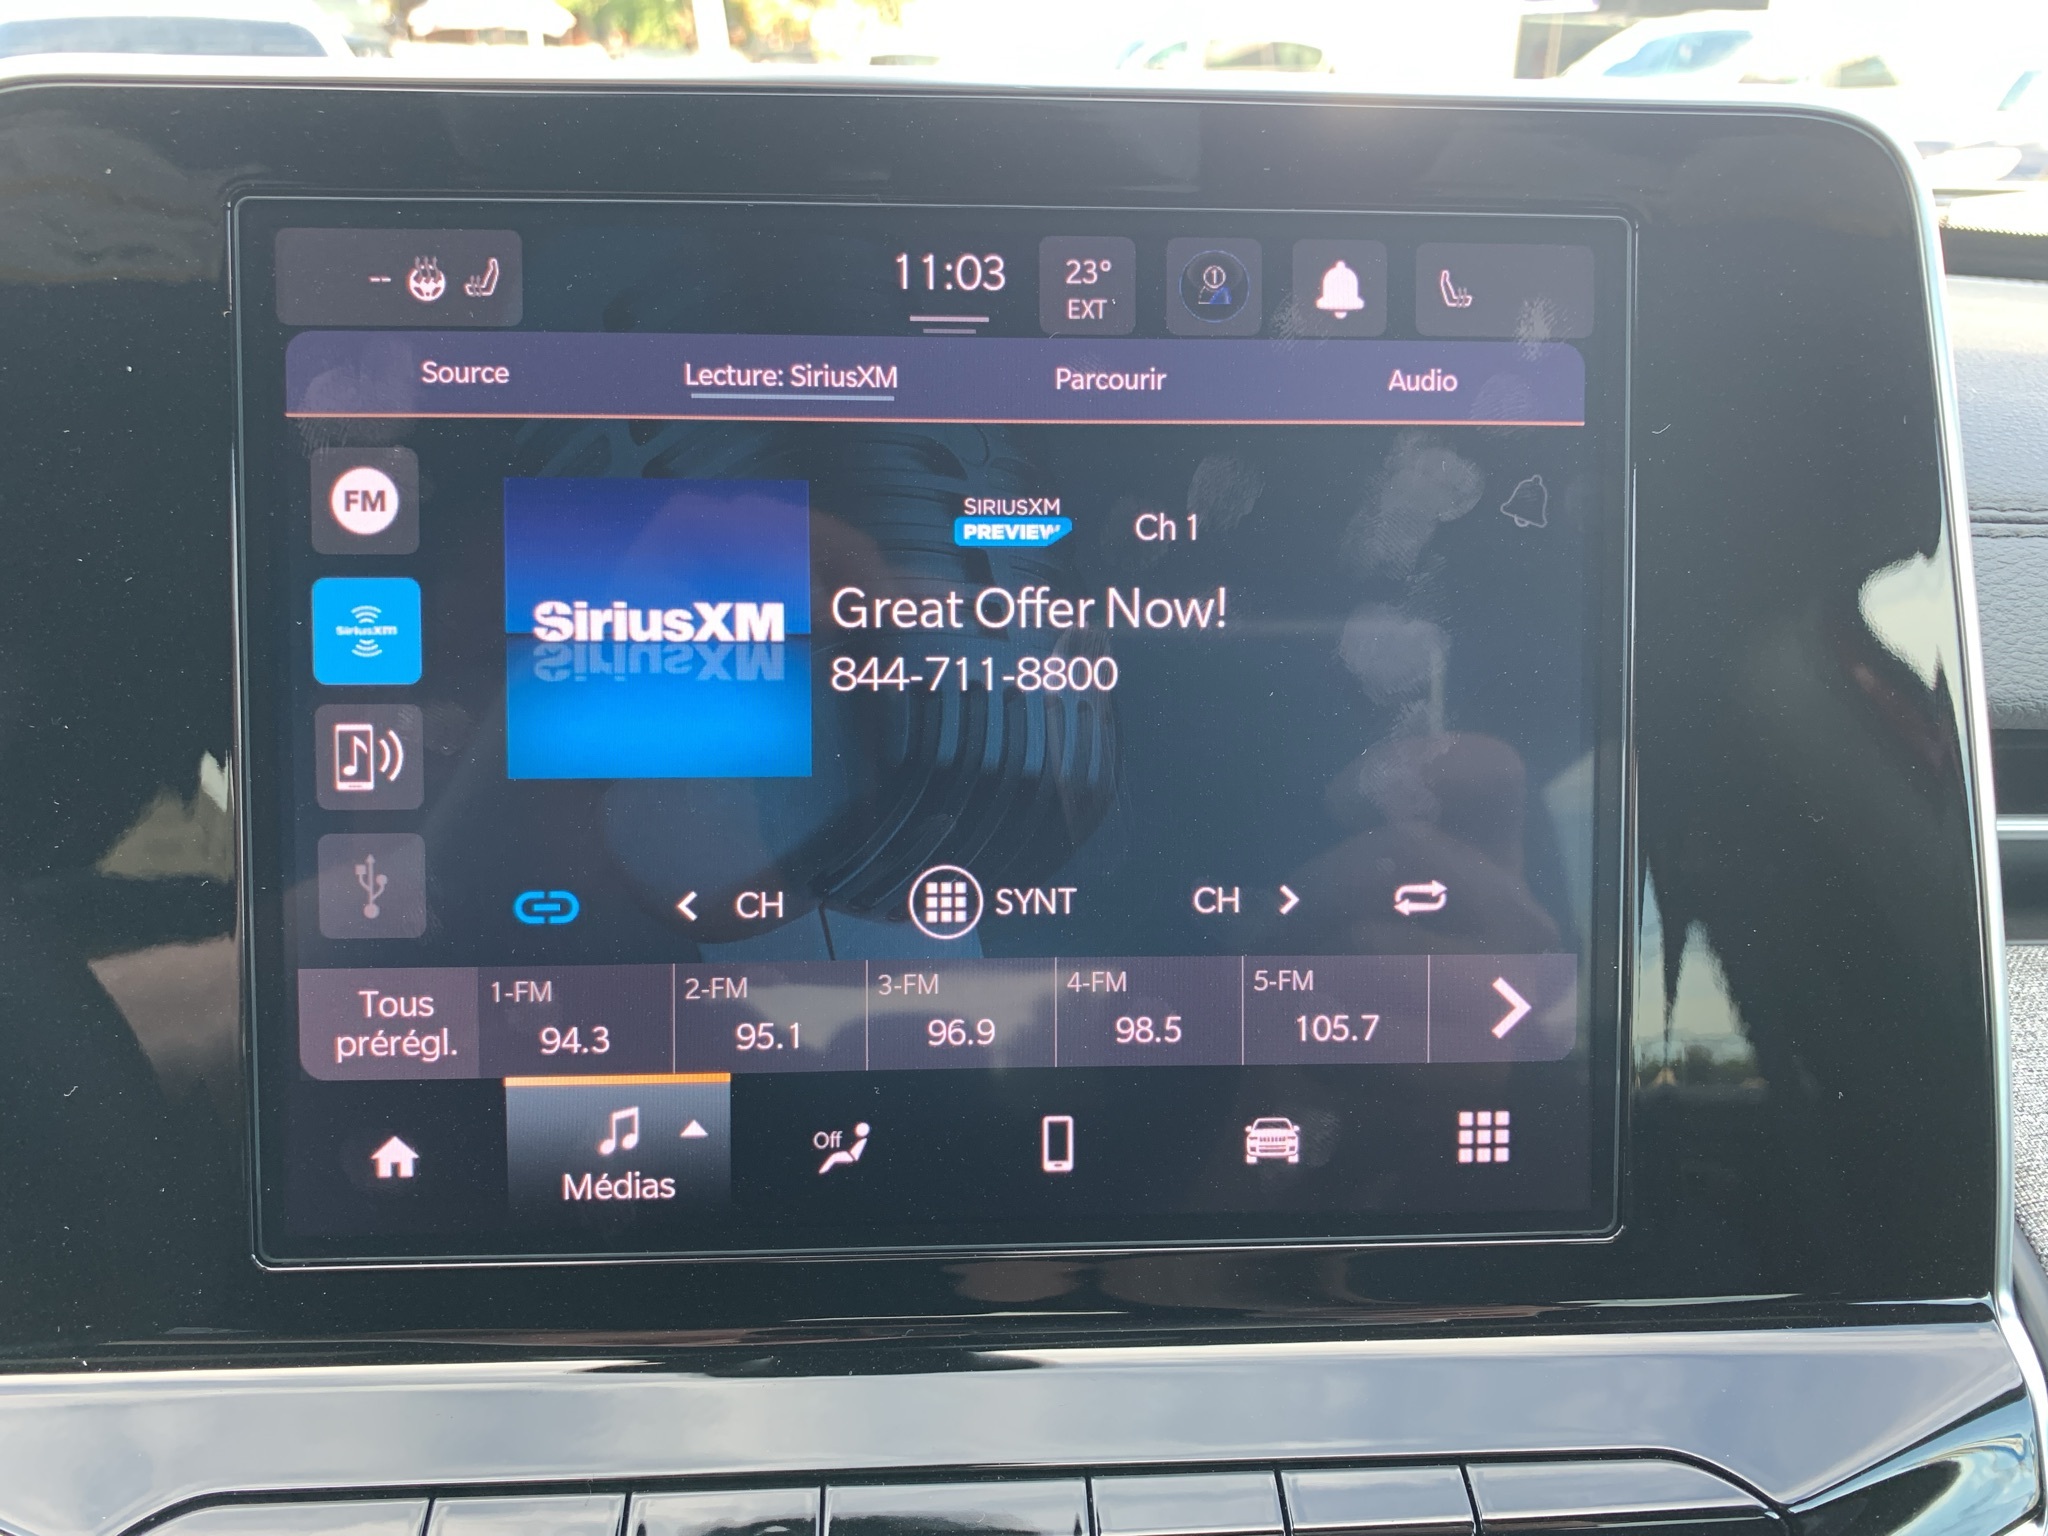 -- 11:03 23° 1
EXT
Source Lecture: SiriusXM Parcourir Audio
FM
SIRIUSXM
PREVIEW Ch 1
SiriusXM
SiriusXM
Great Offer Now!
844-711-8800
CH SYNT CH
Tous
prérégl.
1-FM 2-FM 3-FM 4-FM 5-FM
94.3 95.1 96.9 98.5 105.7
Off
Médias